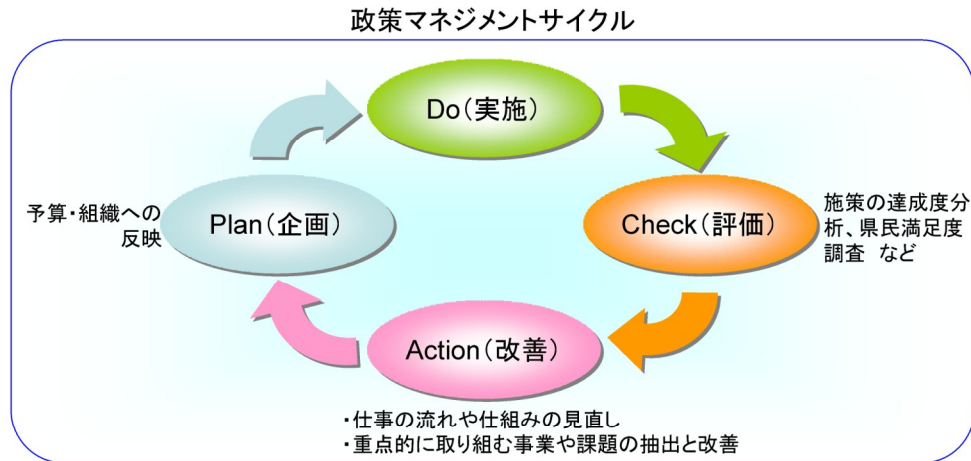 政策マネジメントサイクル
Do（実施）
予算・組織への
反映
Plan（企画）
Check（評価）
施策の達成度分
析、県民満足度
調査 など
Action（改善）
・仕事の流れや仕組みの見直し
・重点的に取り組む事業や課題の抽出と改善